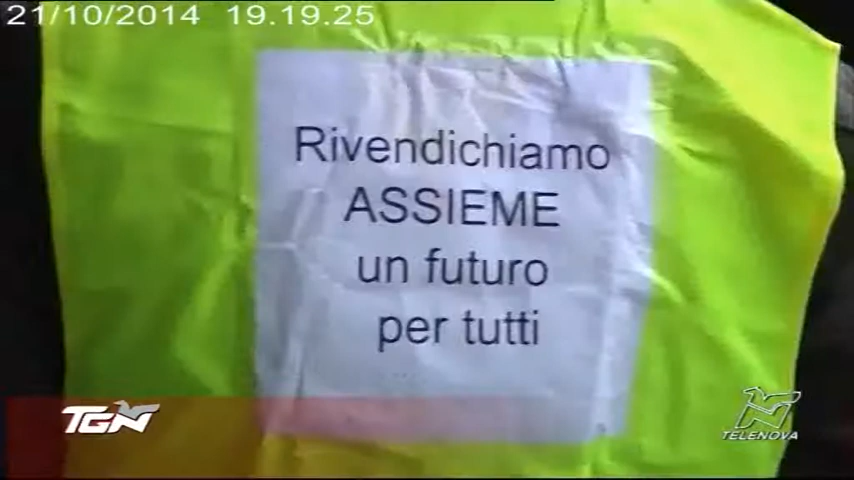 21/10/2014 19.19.25
Rivendichiamo
ASSIEME
un futuro
per tutti
TGN
TELENOVA